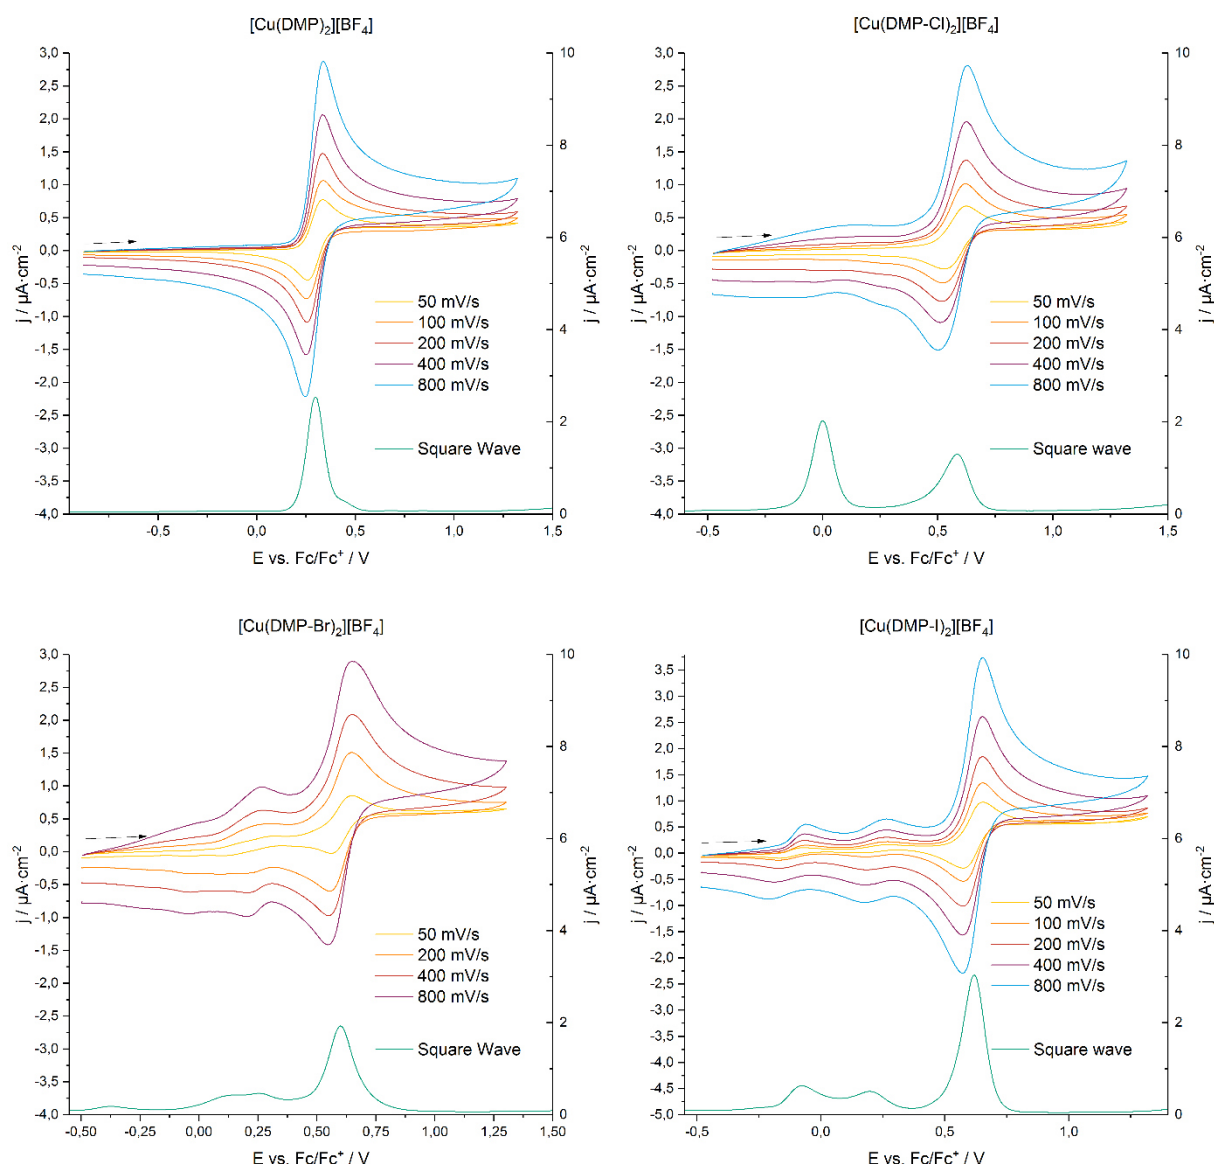 [Cu(DMP)₂][BF₄]
3,0
2,5
2,0
1,5
1,0
0,5
0,0
-0,5
-1,0
-1,5
-2,0
-2,5
-3,0
-3,5
-4,0
j / µA·cm⁻²
10
8
6
4
2
0
j / µA·cm⁻²
50 mV/s
100 mV/s
200 mV/s
400 mV/s
800 mV/s
Square Wave
-0,5 0,0 0,5 1,0 1,5
E vs. Fc/Fc⁺ / V
[Cu(DMP-Cl)₂][BF₄]
3,0
2,5
2,0
1,5
1,0
0,5
0,0
-0,5
-1,0
-1,5
-2,0
-2,5
-3,0
-3,5
-4,0
j / µA·cm⁻²
10
8
6
4
2
0
j / µA·cm⁻²
50 mV/s
100 mV/s
200 mV/s
400 mV/s
800 mV/s
Square wave
-0,5 0,0 0,5 1,0 1,5
E vs. Fc/Fc⁺ / V
[Cu(DMP-Br)₂][BF₄]
3,0
2,5
2,0
1,5
1,0
0,5
0,0
-0,5
-1,0
-1,5
-2,0
-2,5
-3,0
-3,5
-4,0
j / µA·cm⁻²
10
8
6
4
2
0
j / µA·cm⁻²
50 mV/s
200 mV/s
400 mV/s
800 mV/s
Square Wave
-0,50 -0,25 0,00 0,25 0,50 0,75 1,00 1,25 1,50
E vs. Fc/Fc⁺ / V
[Cu(DMP-I)₂][BF₄]
3,5
3,0
2,5
2,0
1,5
1,0
0,5
0,0
-0,5
-1,0
-1,5
-2,0
-2,5
-3,0
-3,5
-4,0
-4,5
-5,0
j / µA·cm⁻²
10
8
6
4
2
0
j / µA·cm⁻²
50 mV/s
100 mV/s
200 mV/s
400 mV/s
800 mV/s
Square wave
-0,5 0,0 0,5 1,0
E vs. Fc/Fc⁺ / V